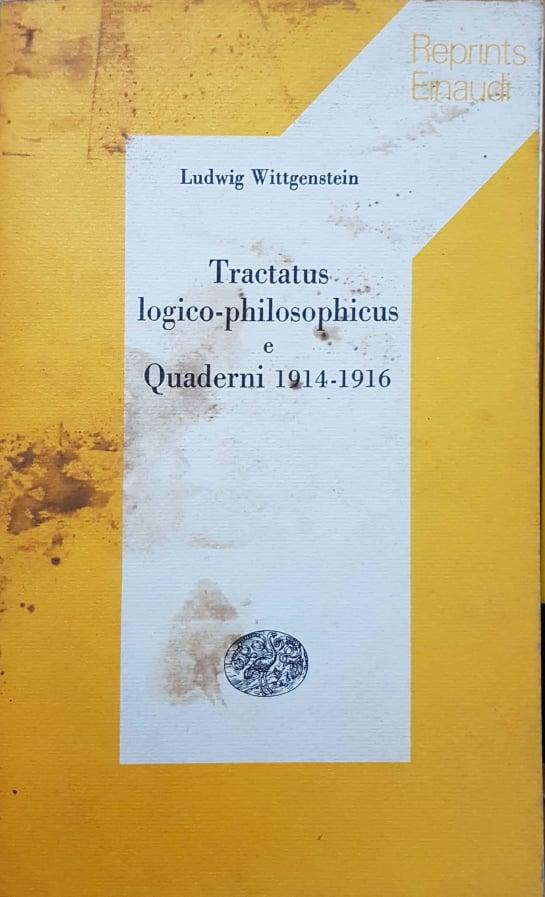 Reprints
Einaudi
Ludwig Wittgenstein
Tractatus
logico-philosophicus
e
Quaderni 1914-1916